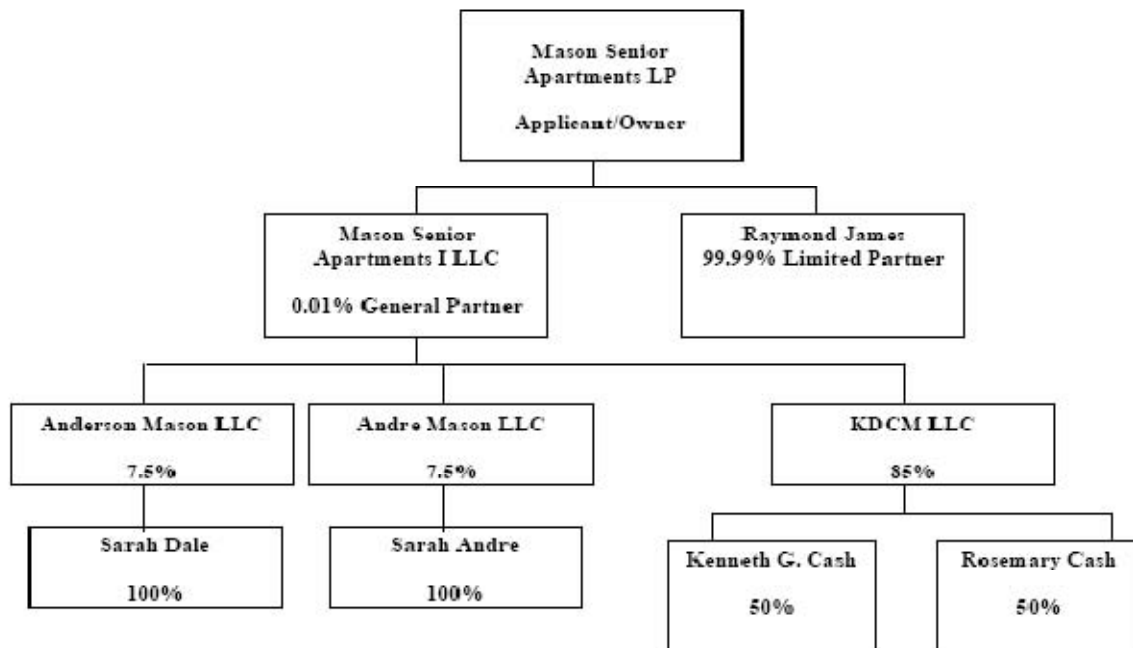 Mason Senior
Apartments LP
Applicant/Owner
Mason Senior
Apartments I LLC
0.01% General Partner
Raymond James
99.99% Limited Partner
Anderson Mason LLC
7.5%
Andre Mason LLC
7.5%
KDCM LLC
85%
Sarah Dale
100%
Sarah Andre
100%
Kenneth G. Cash
50%
Rosemary Cash
50%